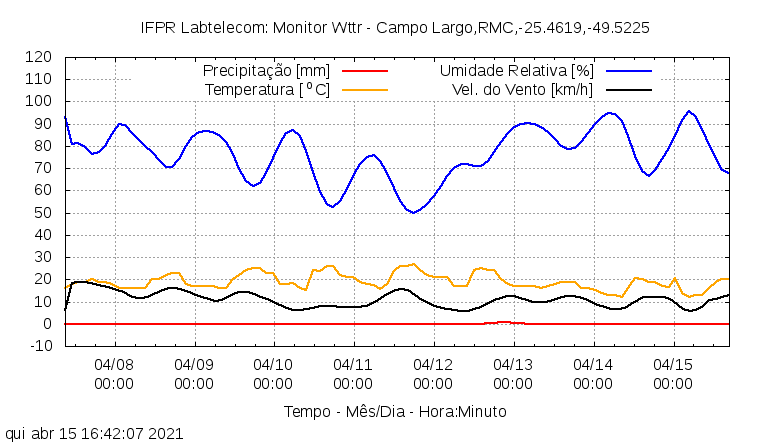 IFPR Labtelecom: Monitor Wttr - Campo Largo,RMC,-25.4619,-49.5225
Precipitação [mm]
Umidade Relativa [%]
Temperatura [⁰C]
Vel. do Vento [km/h]
120
110
100
90
80
70
60
50
40
30
20
10
0
-10
04/08 04/09 04/10 04/11 04/12 04/13 04/14 04/15
00:00 00:00 00:00 00:00 00:00 00:00 00:00 00:00
Tempo - Mês/Dia - Hora:Minuto
qui abr 15 16:42:07 2021